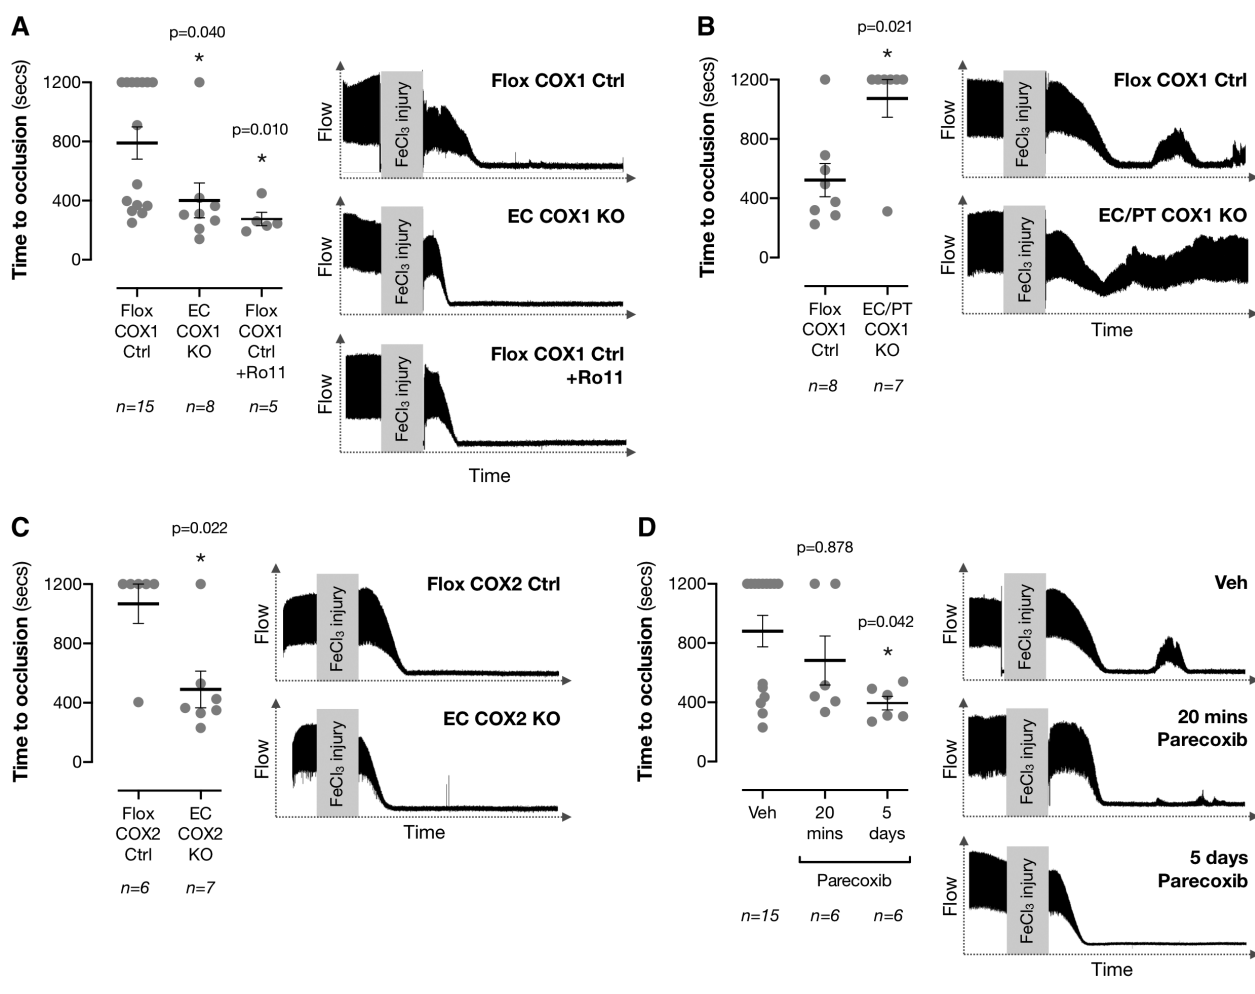 A
p=0.040
*
p=0.010
*
Time to occlusion (secs)
1200
800
400
0
Flox
COX1
Ctrl
EC
COX1
KO
Flox
COX1
Ctrl
+Ro11
n=15
n=8
n=5
Flow
FeCl₃ injury
Flox COX1 Ctrl
Flow
FeCl₃ injury
EC COX1 KO
Flow
FeCl₃ injury
Flox COX1 Ctrl
+Ro11
Time
B
p=0.021
*
Time to occlusion (secs)
1200
800
400
0
Flox
COX1
Ctrl
EC/PT
COX1
KO
n=8
n=7
Flow
FeCl₃ injury
Flox COX1 Ctrl
Flow
FeCl₃ injury
EC/PT COX1 KO
Time
C
p=0.022
*
Time to occlusion (secs)
1200
800
400
0
Flox
COX2
Ctrl
EC
COX2
KO
n=6
n=7
Flow
FeCl₃ injury
Flox COX2 Ctrl
Flow
FeCl₃ injury
EC COX2 KO
Time
D
p=0.878
p=0.042
*
Time to occlusion (secs)
1200
800
400
0
Veh
20
mins
5
days
Parecoxib
n=15
n=6
n=6
Flow
FeCl₃ injury
Veh
Flow
FeCl₃ injury
20 mins
Parecoxib
Flow
FeCl₃ injury
5 days
Parecoxib
Time